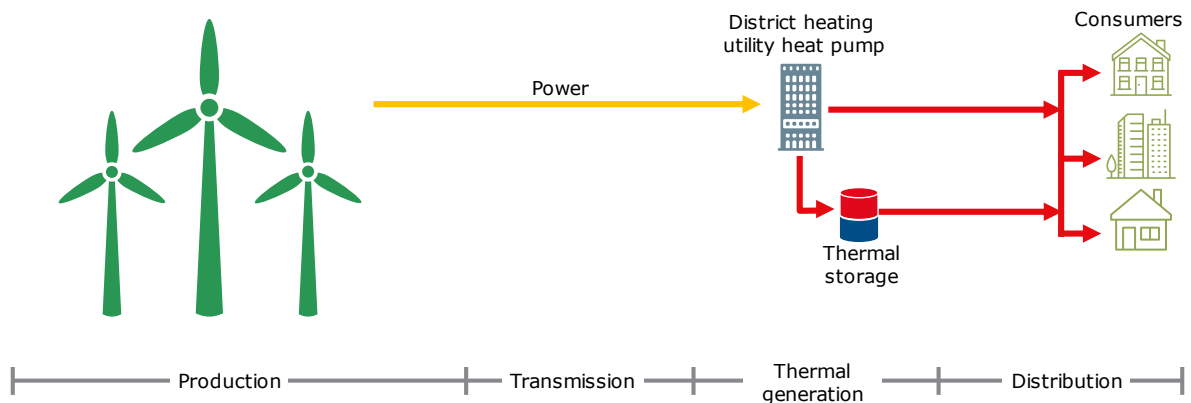 Consumers
District heating
utility heat pump
Power
Thermal
storage
Production
Transmission
Thermal
generation
Distribution